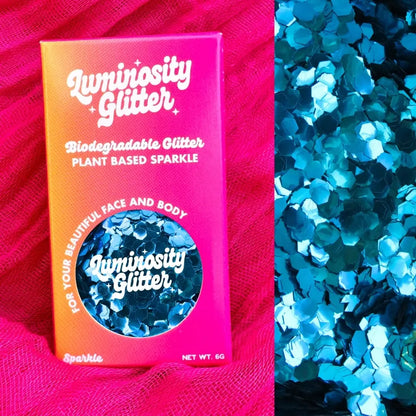 Luminosity
Glitter
Biodegradable Glitter
PLANT BASED SPARKLE
FOR YOUR BEAUTIFUL FACE AND BODY
Luminosity
Glitter
Sparkle
NET WT. 6G